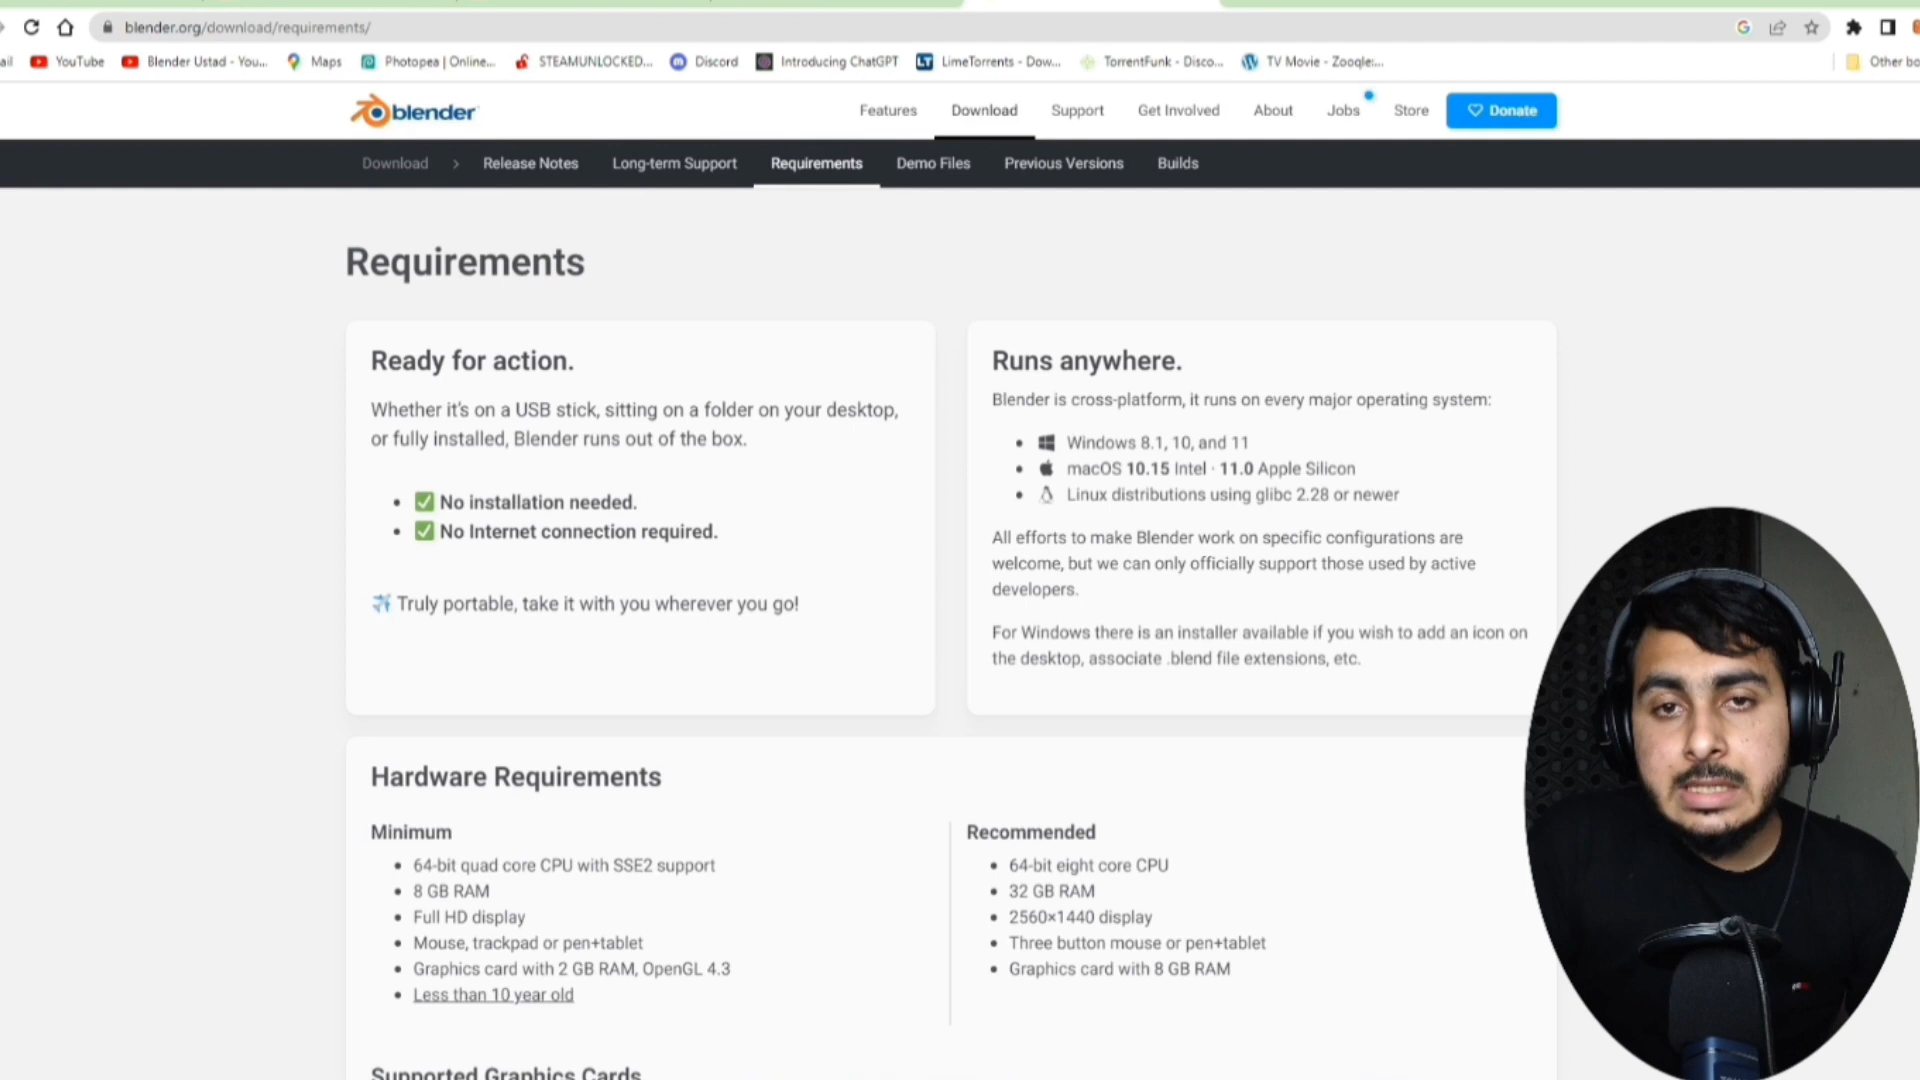 blender.org/download/requirements/
ail YouTube Blender Ustad - You... Maps Photopea | Online... STEAMUNLOCKED... Discord Introducing ChatGPT LimeTorrents - Dow... TorrentFunk - Disco... TV Movie - Zooqle:... Other bo
blender Features Download Support Get Involved About Jobs Store Donate
Download > Release Notes Long-term Support Requirements Demo Files Previous Versions Builds
Requirements
Ready for action.
Whether it's on a USB stick, sitting on a folder on your desktop,
or fully installed, Blender runs out of the box.
No installation needed.
No Internet connection required.
Truly portable, take it with you wherever you go!
Runs anywhere.
Blender is cross-platform, it runs on every major operating system:
Windows 8.1, 10, and 11
macOS 10.15 Intel · 11.0 Apple Silicon
Linux distributions using glibc 2.28 or newer
All efforts to make Blender work on specific configurations are
welcome, but we can only officially support those used by active
developers.
For Windows there is an installer available if you wish to add an icon on
the desktop, associate .blend file extensions, etc.
Hardware Requirements
Minimum
64-bit quad core CPU with SSE2 support
8 GB RAM
Full HD display
Mouse, trackpad or pen+tablet
Graphics card with 2 GB RAM, OpenGL 4.3
Less than 10 year old
Recommended
64-bit eight core CPU
32 GB RAM
2560×1440 display
Three button mouse or pen+tablet
Graphics card with 8 GB RAM
Supported Graphics Cards